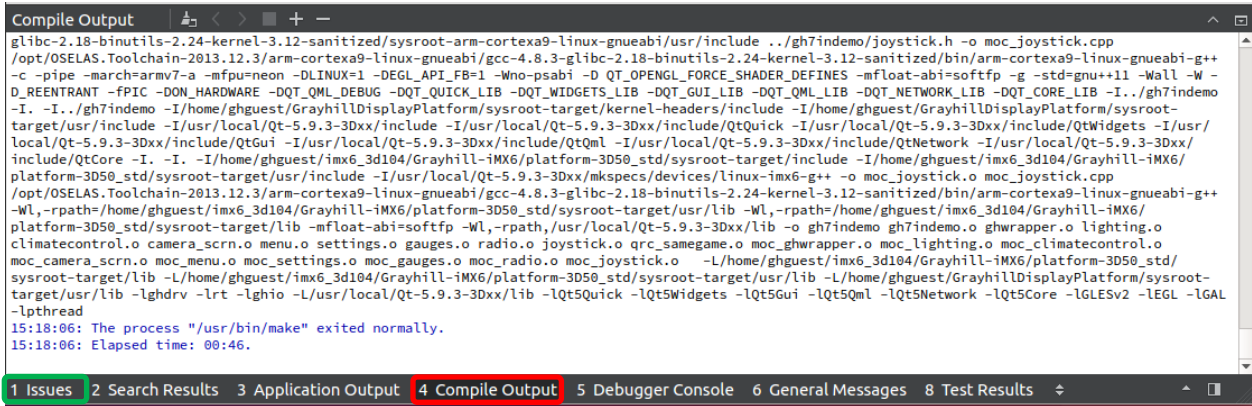 Compile Output
glibc-2.18-binutils-2.24-kernel-3.12-sanitized/sysroot-arm-cortexa9-linux-gnueabi/usr/include ../gh7indemo/joystick.h -o moc_joystick.cpp
/opt/OSELAS.Toolchain-2013.12.3/arm-cortexa9-linux-gnueabi/gcc-4.8.3-glibc-2.18-binutils-2.24-kernel-3.12-sanitized/bin/arm-cortexa9-linux-gnueabi-g++
-c -pipe -march=armv7-a -mfpu=neon -DLINUX=1 -DEGL_API_FB=1 -Wno-psabi -D QT_OPENGL_FORCE_SHADER_DEFINES -mfloat-abi=softfp -g -std=gnu++11 -Wall -W -
D_REENTRANT -fPIC -DON_HARDWARE -DQT_QML_DEBUG -DQT_QUICK_LIB -DQT_WIDGETS_LIB -DQT_GUI_LIB -DQT_QML_LIB -DQT_NETWORK_LIB -DQT_CORE_LIB -I../gh7indemo
-I. -I../gh7indemo -I/home/ghguest/GrayhillDisplayPlatform/sysroot-target/kernel-headers/include -I/home/ghguest/GrayhillDisplayPlatform/sysroot-
target/usr/include -I/usr/local/Qt-5.9.3-3Dxx/include -I/usr/local/Qt-5.9.3-3Dxx/include/QtQuick -I/usr/local/Qt-5.9.3-3Dxx/include/QtWidgets -I/usr/
local/Qt-5.9.3-3Dxx/include/QtGui -I/usr/local/Qt-5.9.3-3Dxx/include/QtQml -I/usr/local/Qt-5.9.3-3Dxx/include/QtNetwork -I/usr/local/Qt-5.9.3-3Dxx/
include/QtCore -I. -I. -I/home/ghguest/imx6_3d104/Grayhill-iMX6/platform-3D50_std/sysroot-target/include -I/home/ghguest/imx6_3d104/Grayhill-iMX6/
platform-3D50_std/sysroot-target/usr/include -I/usr/local/Qt-5.9.3-3Dxx/mkspecs/devices/linux-imx6-g++ -o moc_joystick.o moc_joystick.cpp
/opt/OSELAS.Toolchain-2013.12.3/arm-cortexa9-linux-gnueabi/gcc-4.8.3-glibc-2.18-binutils-2.24-kernel-3.12-sanitized/bin/arm-cortexa9-linux-gnueabi-g++
-Wl,-rpath=/home/ghguest/imx6_3d104/Grayhill-iMX6/platform-3D50_std/sysroot-target/usr/lib -Wl,-rpath=/home/ghguest/imx6_3d104/Grayhill-iMX6/
platform-3D50_std/sysroot-target/lib -mfloat-abi=softfp -Wl,-rpath,/usr/local/Qt-5.9.3-3Dxx/lib -o gh7indemo gh7indemo.o ghwrapper.o lighting.o
climatecontrol.o camera_scrn.o menu.o settings.o gauges.o radio.o joystick.o qrc_samegame.o moc_ghwrapper.o moc_lighting.o moc_climatecontrol.o
moc_camera_scrn.o moc_menu.o moc_settings.o moc_gauges.o moc_radio.o moc_joystick.o -L/home/ghguest/imx6_3d104/Grayhill-iMX6/platform-3D50_std/
sysroot-target/lib -L/home/ghguest/imx6_3d104/Grayhill-iMX6/platform-3D50_std/sysroot-target/usr/lib -L/home/ghguest/GrayhillDisplayPlatform/sysroot-
target/usr/lib -lghdrv -lrt -lghio -L/usr/local/Qt-5.9.3-3Dxx/lib -lQt5Quick -lQt5Widgets -lQt5Gui -lQt5Qml -lQt5Network -lQt5Core -lGLESv2 -lEGL -lGAL
-lpthread
15:18:06: The process "/usr/bin/make" exited normally.
15:18:06: Elapsed time: 00:46.
1 Issues 2 Search Results 3 Application Output 4 Compile Output 5 Debugger Console 6 General Messages 8 Test Results